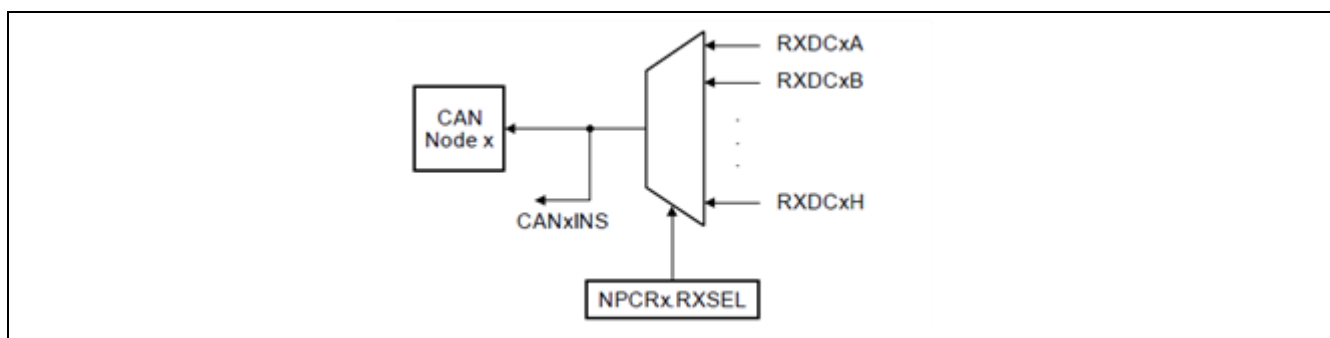 RXDCxA
RXDCxB
CAN
Node x
.
.
.
RXDCxH
CANxINS
NPCRx.RXSEL